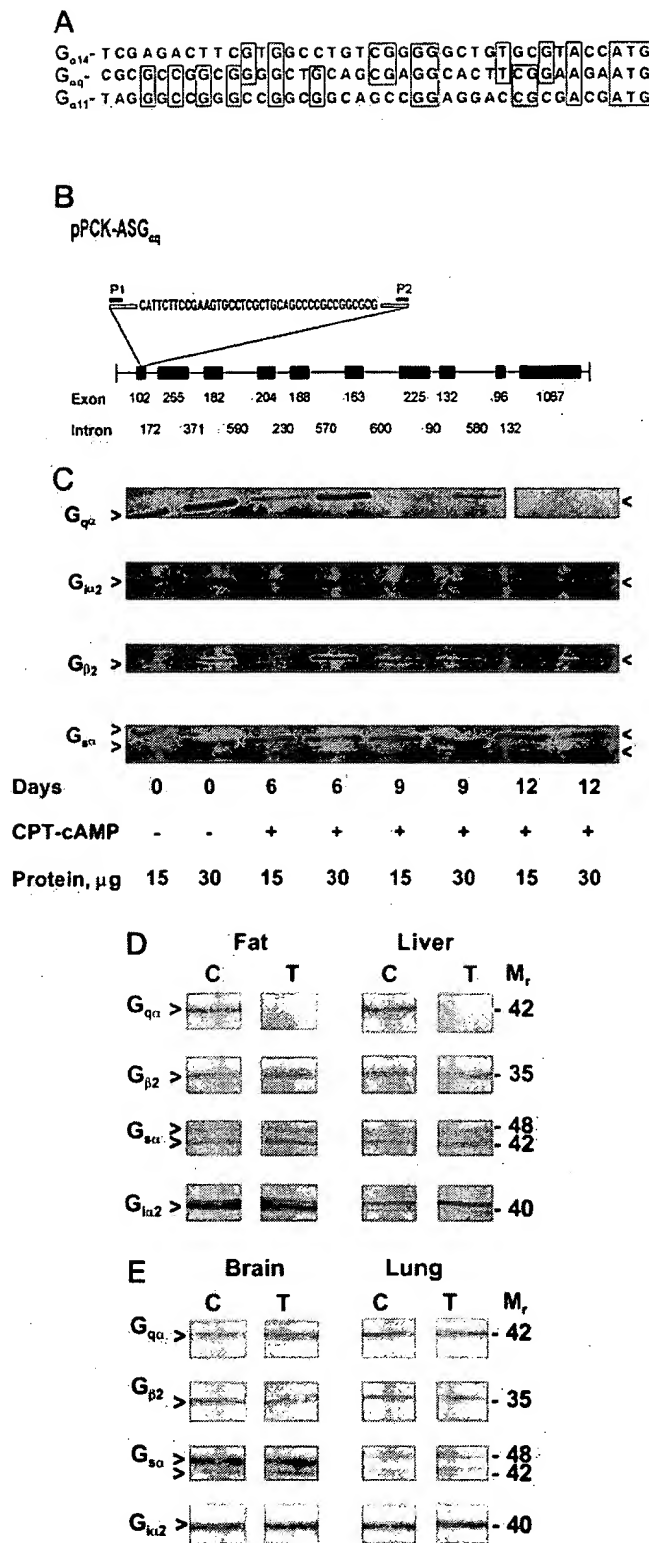 A
Gα14- TCGAGACTTCGTGGCCTGTCGGGGGCTGTGCGTACCATG
Gαq- CGCGCCGGCGGGGCTGCAGCGAGGCACTTCGGAAGAATG
Gα11- TAGGGCCGGGCCGGCGGCAGCCGGAGGACCGCGACGATG
B
pPCK-ASGαq
P1 P2
CATTCTTCCGAAGTGCCTCGCTGCAGCCCCGCCGGCGCG
Exon 102 255 182 204 188 163 225 132 96 1067
Intron 172 371 590 230 570 600 90 580 132
C
Gqα > <
Giα2 > <
Gβ2 > <
Gsα > > < <
Days 0 0 6 6 9 9 12 12
CPT-cAMP - - + + + + + +
Protein, μg 15 30 15 30 15 30 15 30
D Fat Liver
C T C T Mr
Gqα > - 42
Gβ2 > - 35
Gsα > > - 48 - 42
Giα2 > - 40
E Brain Lung
C T C T Mr
Gqα > - 42
Gβ2 > - 35
Gsα > > - 48 - 42
Giα2 > - 40